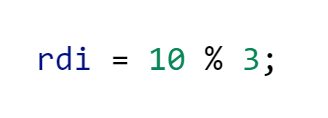 rdi = 10 % 3;